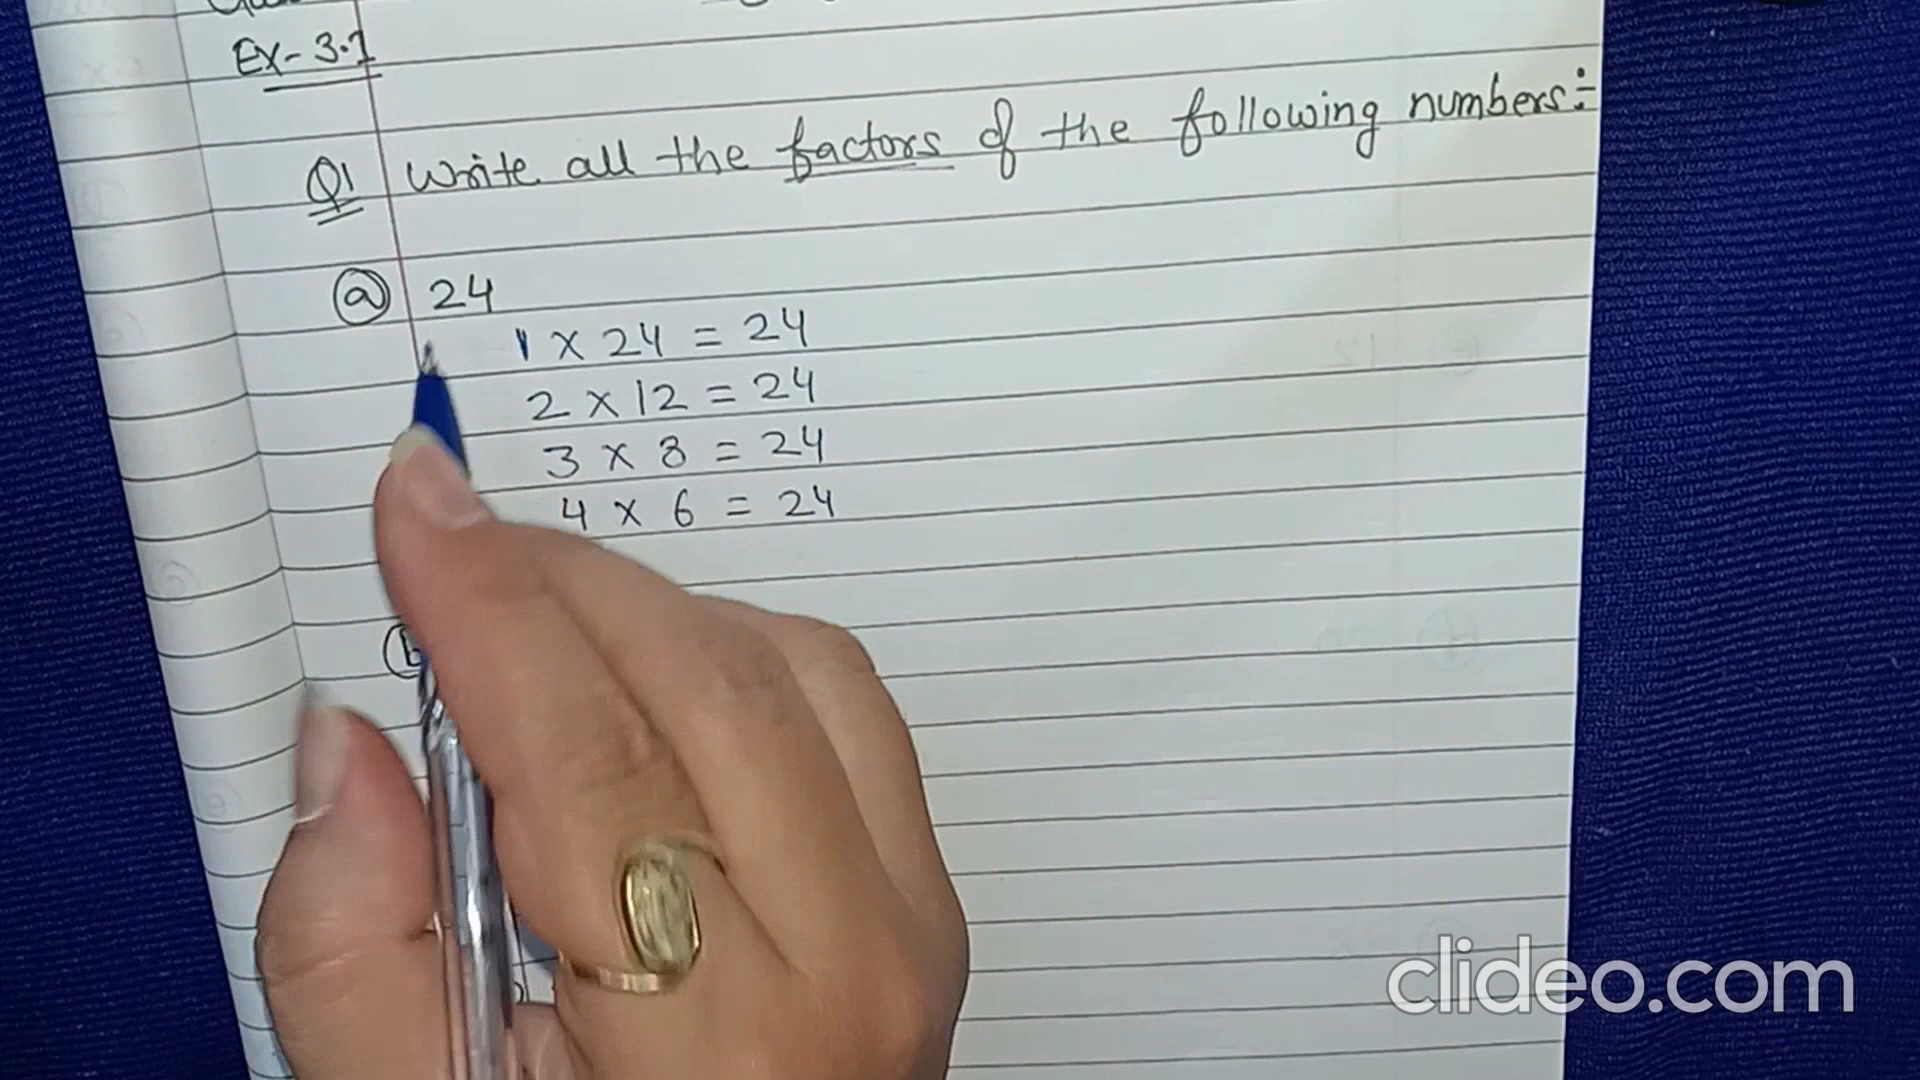 Ex- 3.1
Q1 Write all the factors of the following numbers:-
(a) 24
1 x 24 = 24
2 x 12 = 24
3 x 8 = 24
4 x 6 = 24
(b
clideo.com